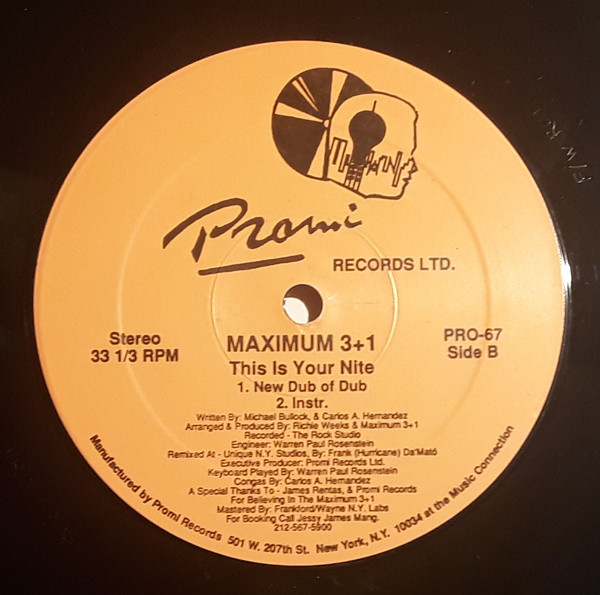 Promi
RECORDS LTD.
Stereo
33 1/3 RPM
PRO-67
Side B
MAXIMUM 3+1
This Is Your Nite
1. New Dub of Dub
2. Instr.
Written By: Michael Bullock, & Carlos A. Hernandez
Arranged & Produced By: Richie Weeks & Maximum 3+1
Recorded - The Rock Studio
Engineer: Warren Paul Rosenstein
Remixed At - Unique N.Y. Studios, By: Frank (Hurricane) Da'Mató
Executive Producer: Promi Records Ltd.
Keyboard Played By: Warren Paul Rosenstein
Congas By: Carlos A. Hernandez
A Special Thanks To - James Rentas, & Promi Records
For Believing In The Maximum 3+1
Mastered By: Frankford/Wayne N.Y. Labs
For Booking Call Jessy James Mang.
212-567-5900
Manufactured by Promi Records 501 W. 207th St. New York, N.Y. 10034 at the Music Connection